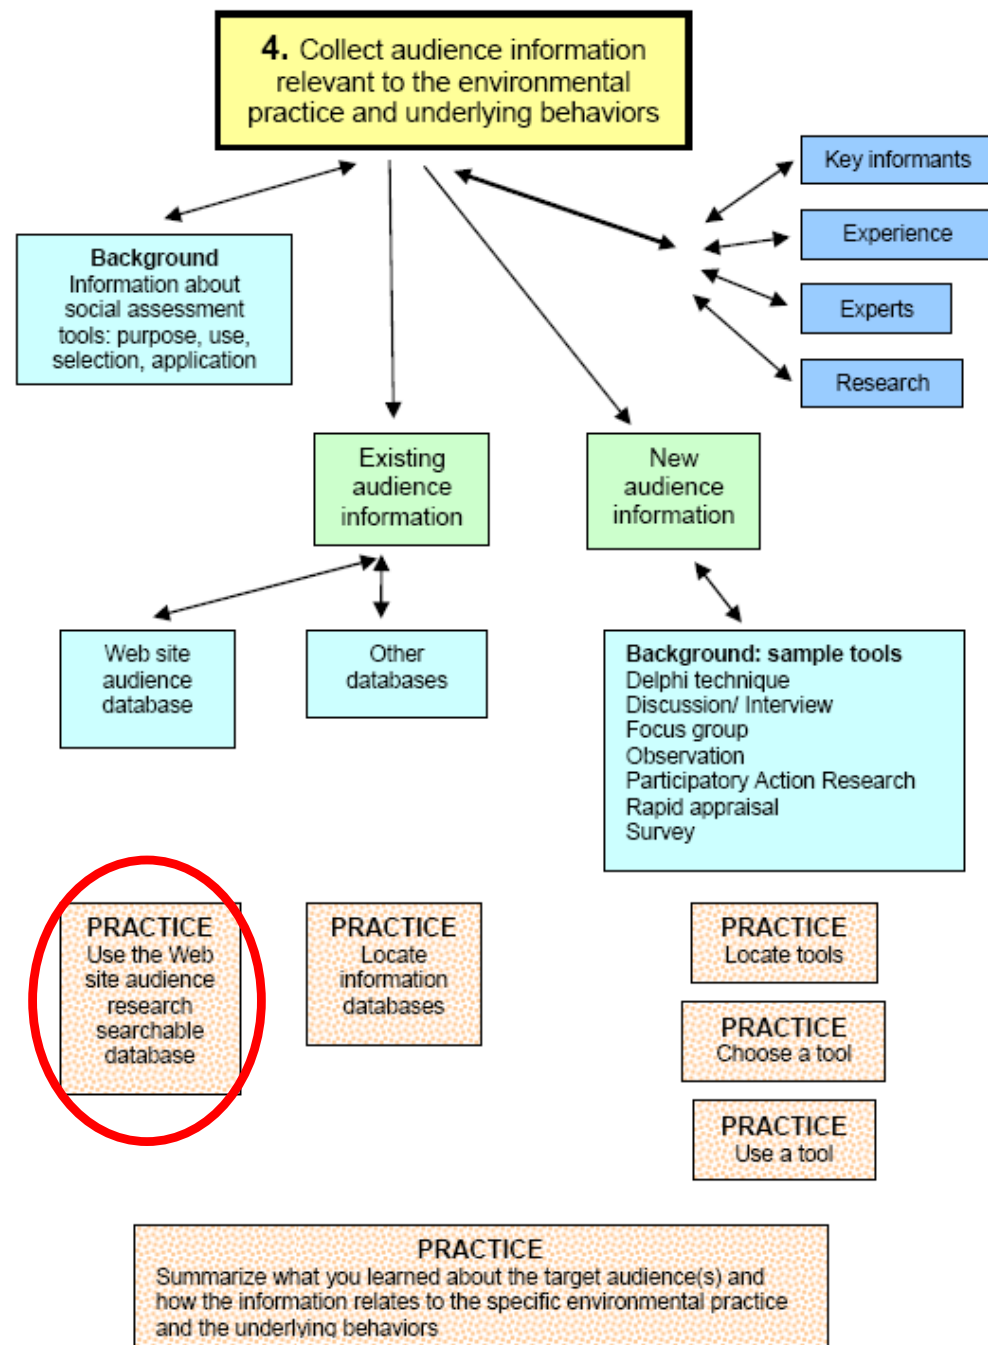 4. Collect audience information
relevant to the environmental
practice and underlying behaviors
Key informants
Experience
Experts
Research
Background
Information about
social assessment
tools: purpose, use,
selection, application
Existing
audience
information
New
audience
information
Web site
audience
database
Other
databases
Background: sample tools
Delphi technique
Discussion/ Interview
Focus group
Observation
Participatory Action Research
Rapid appraisal
Survey
PRACTICE
Use the Web
site audience
research
searchable
database
PRACTICE
Locate
information
databases
PRACTICE
Locate tools
PRACTICE
Choose a tool
PRACTICE
Use a tool
PRACTICE
Summarize what you learned about the target audience(s) and
how the information relates to the specific environmental practice
and the underlying behaviors